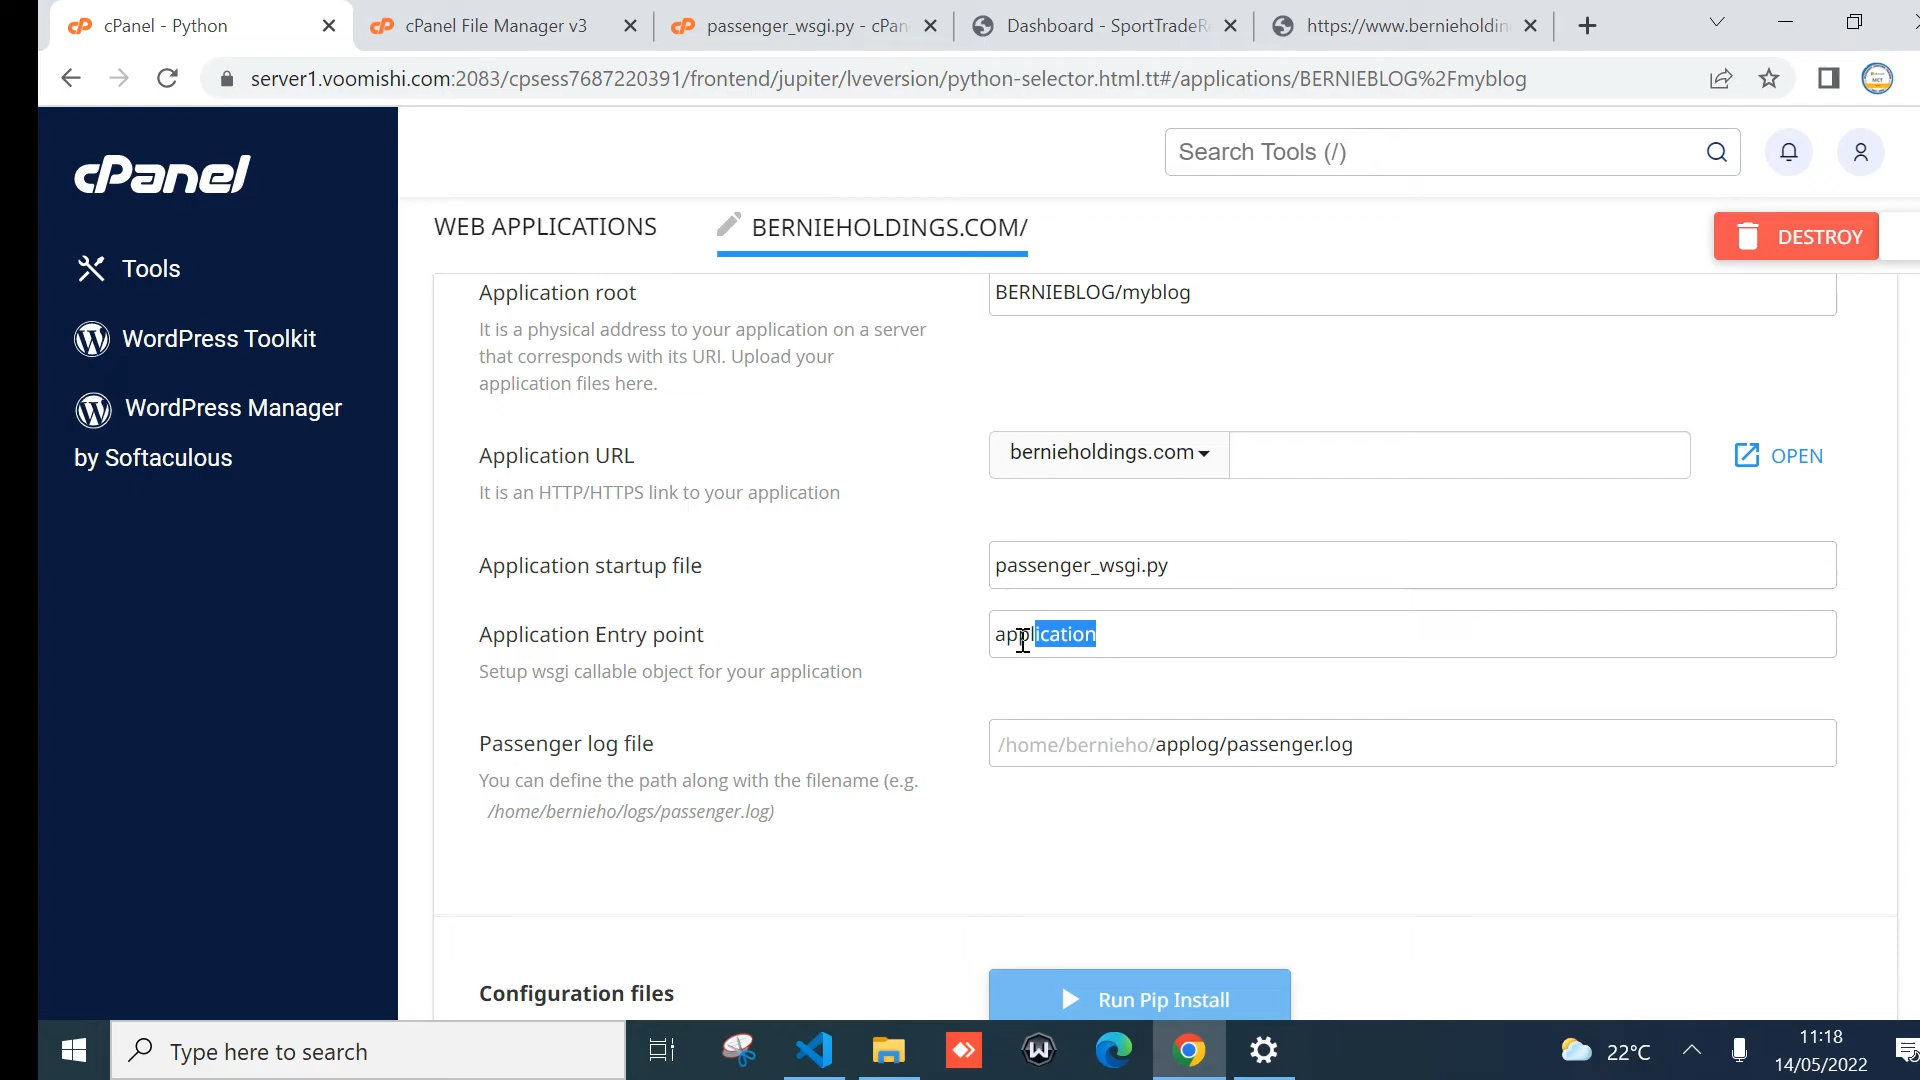 cPanel - Python
cPanel File Manager v3
passenger_wsgi.py - cPan
Dashboard - SportTradeR
https://www.bernieholdin
server1.voomishi.com:2083/cpsess7687220391/frontend/jupiter/lveversion/python-selector.html.tt#/applications/BERNIEBLOG%2Fmyblog
cPanel
Search Tools (/)
Tools
WordPress Toolkit
WordPress Manager
by Softaculous
WEB APPLICATIONS
BERNIEHOLDINGS.COM/
DESTROY
Application root
BERNIEBLOG/myblog
It is a physical address to your application on a server
that corresponds with its URI. Upload your
application files here.
Application URL
bernieholdings.com
OPEN
It is an HTTP/HTTPS link to your application
Application startup file
passenger_wsgi.py
Application Entry point
application
Setup wsgi callable object for your application
Passenger log file
/home/bernieho/applog/passenger.log
You can define the path along with the filename (e.g.
/home/bernieho/logs/passenger.log)
Configuration files
Run Pip Install
Type here to search
22°C
11:18
14/05/2022